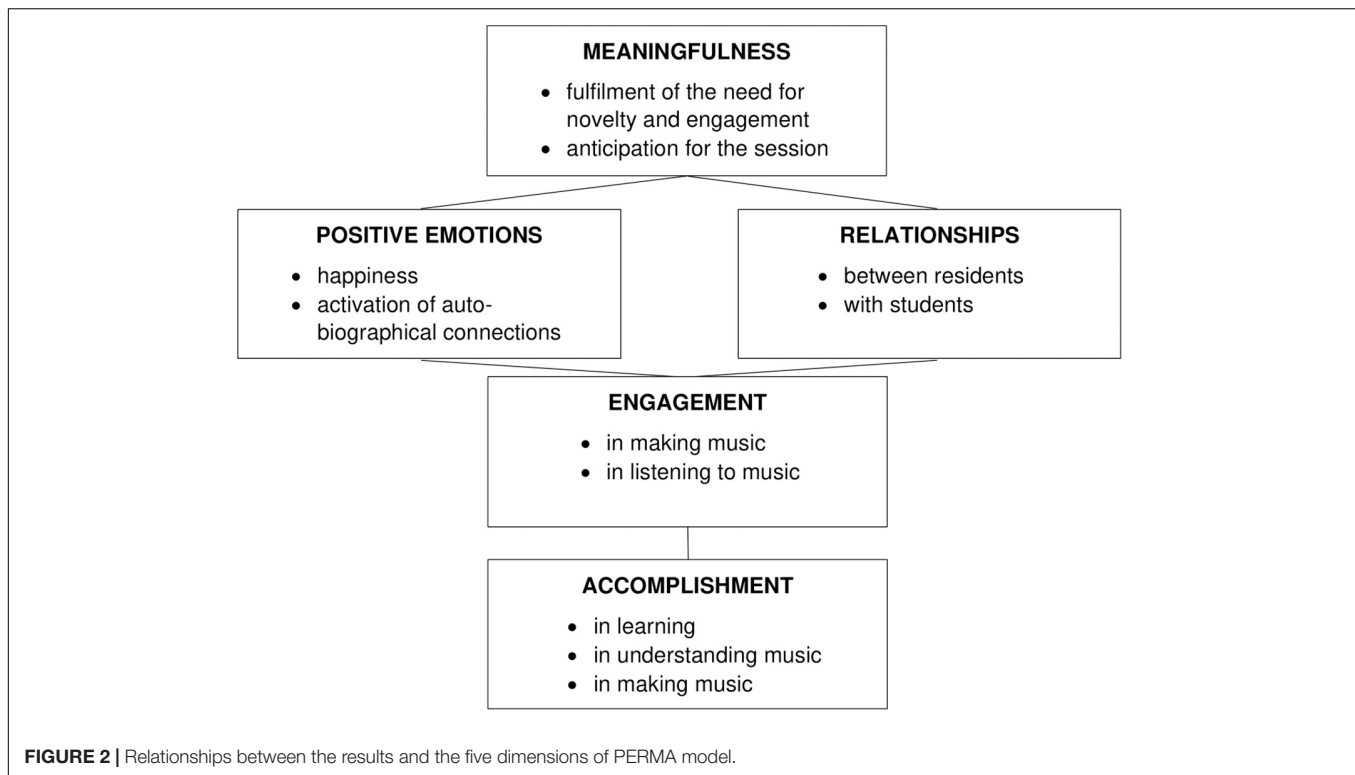 MEANINGFULNESS
• fulfilment of the need for
novelty and engagement
• anticipation for the session
POSITIVE EMOTIONS
• happiness
• activation of auto-
biographical connections
RELATIONSHIPS
• between residents
• with students
ENGAGEMENT
• in making music
• in listening to music
ACCOMPLISHMENT
• in learning
• in understanding music
• in making music
FIGURE 2 | Relationships between the results and the five dimensions of PERMA model.